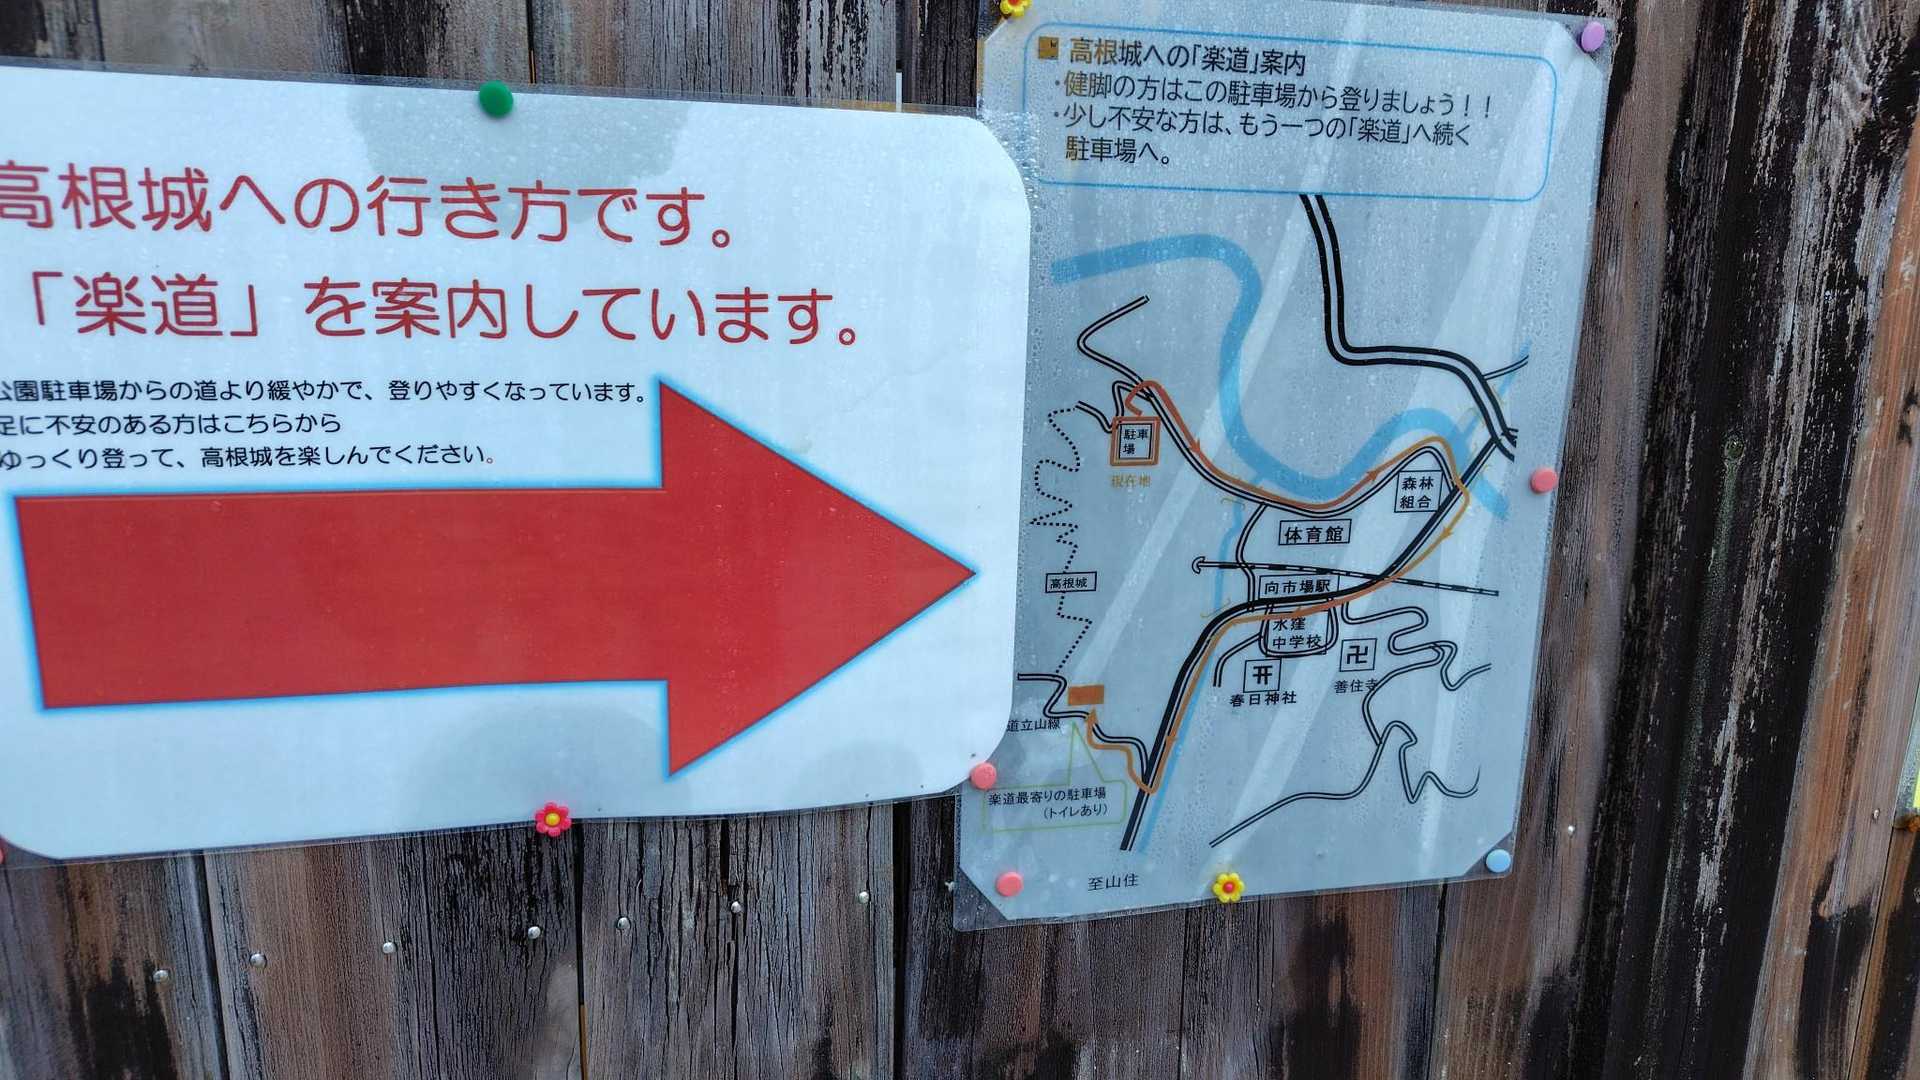 高根城への行き方です。
「楽道」を案内しています。
公園駐車場からの道より緩やかで、登りやすくなっています。
足に不安のある方はこちらから
ゆっくり登って、高根城を楽しんでください。
高根城への「楽道」案内
・健脚の方はこの駐車場から登りましょう！！
・少し不安な方は、もう一つの「楽道」へ続く
駐車場へ。
駐車
場
現在地
森林
組合
体育館
高根城
向市場駅
水窪
中学校
卍
善住寺
開
春日神社
道立山線
楽道最寄りの駐車場
（トイレあり）
至山住